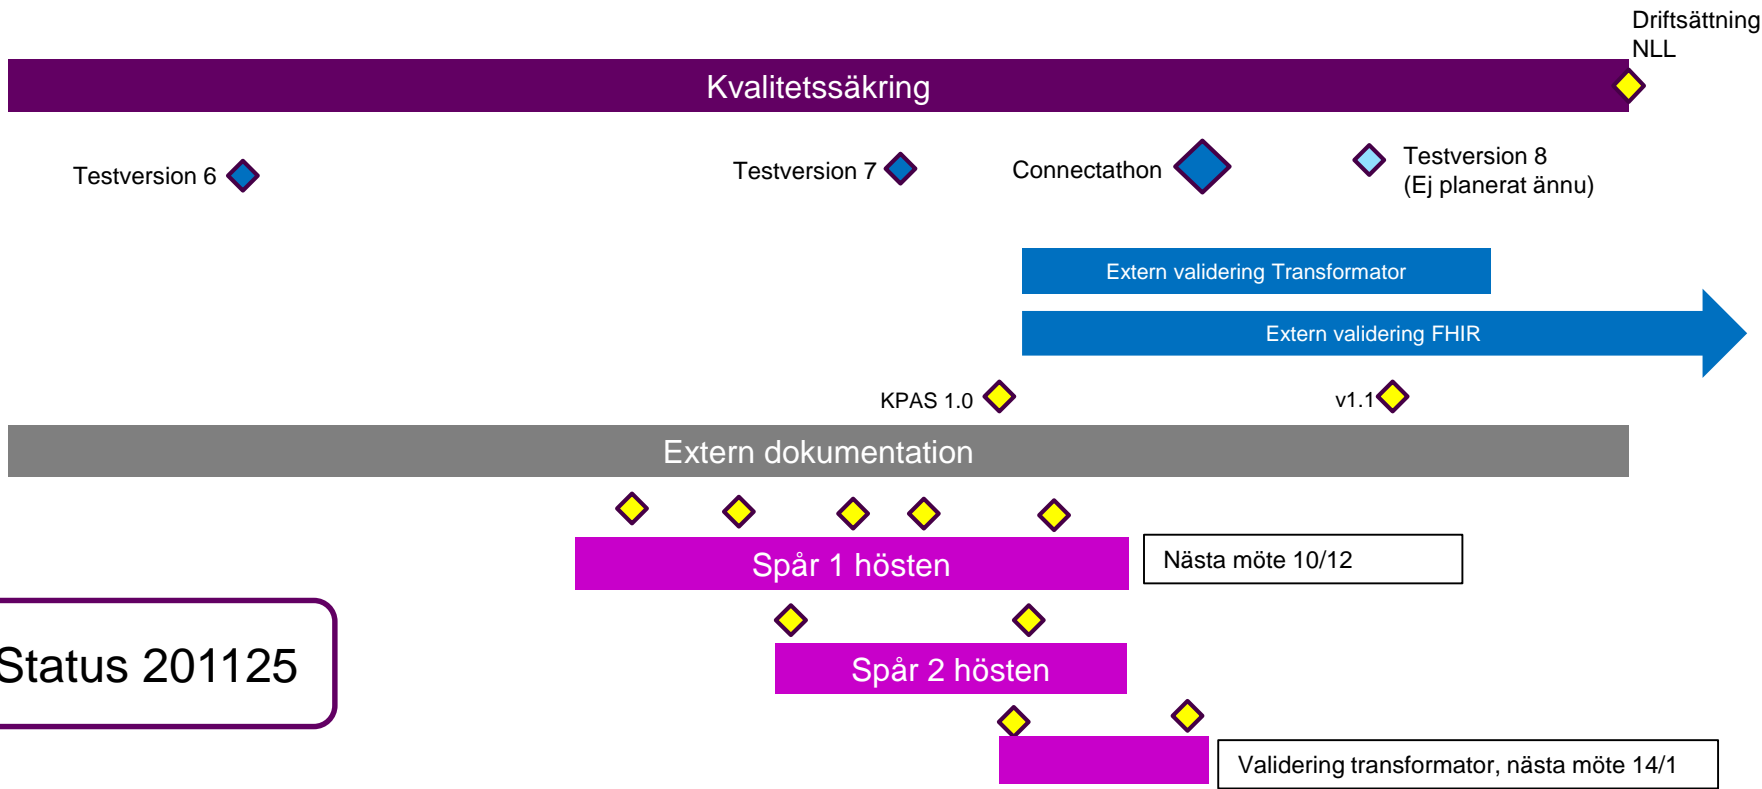 Driftsättning
NLL
Kvalitetssäkring
Testversion 6
Testversion 7
Connectathon
Testversion 8
(Ej planerat ännu)
Extern validering Transformator
Extern validering FHIR
KPAS 1.0
v1.1
Extern dokumentation
Spår 1 hösten
Nästa möte 10/12
Spår 2 hösten
Status 201125
Validering transformator, nästa möte 14/1